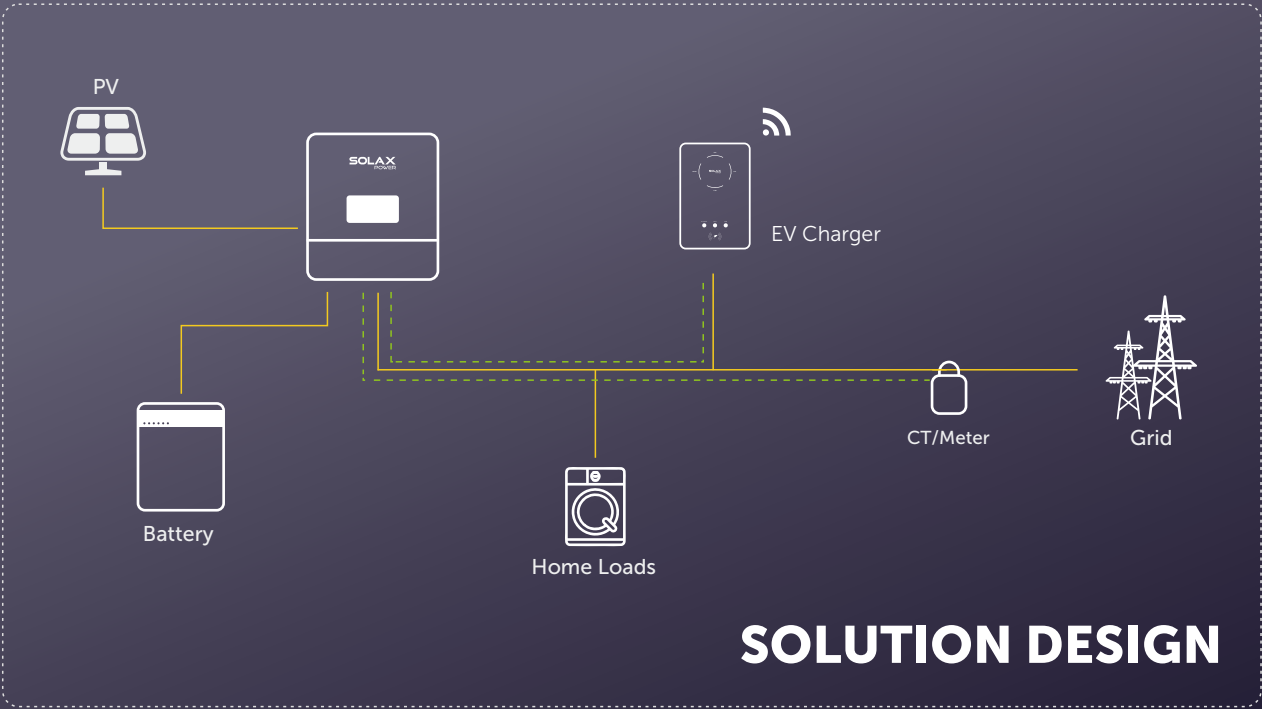 PV
SOLAX
POWER
EV Charger
CT/Meter
Grid
Battery
Home Loads
SOLUTION DESIGN